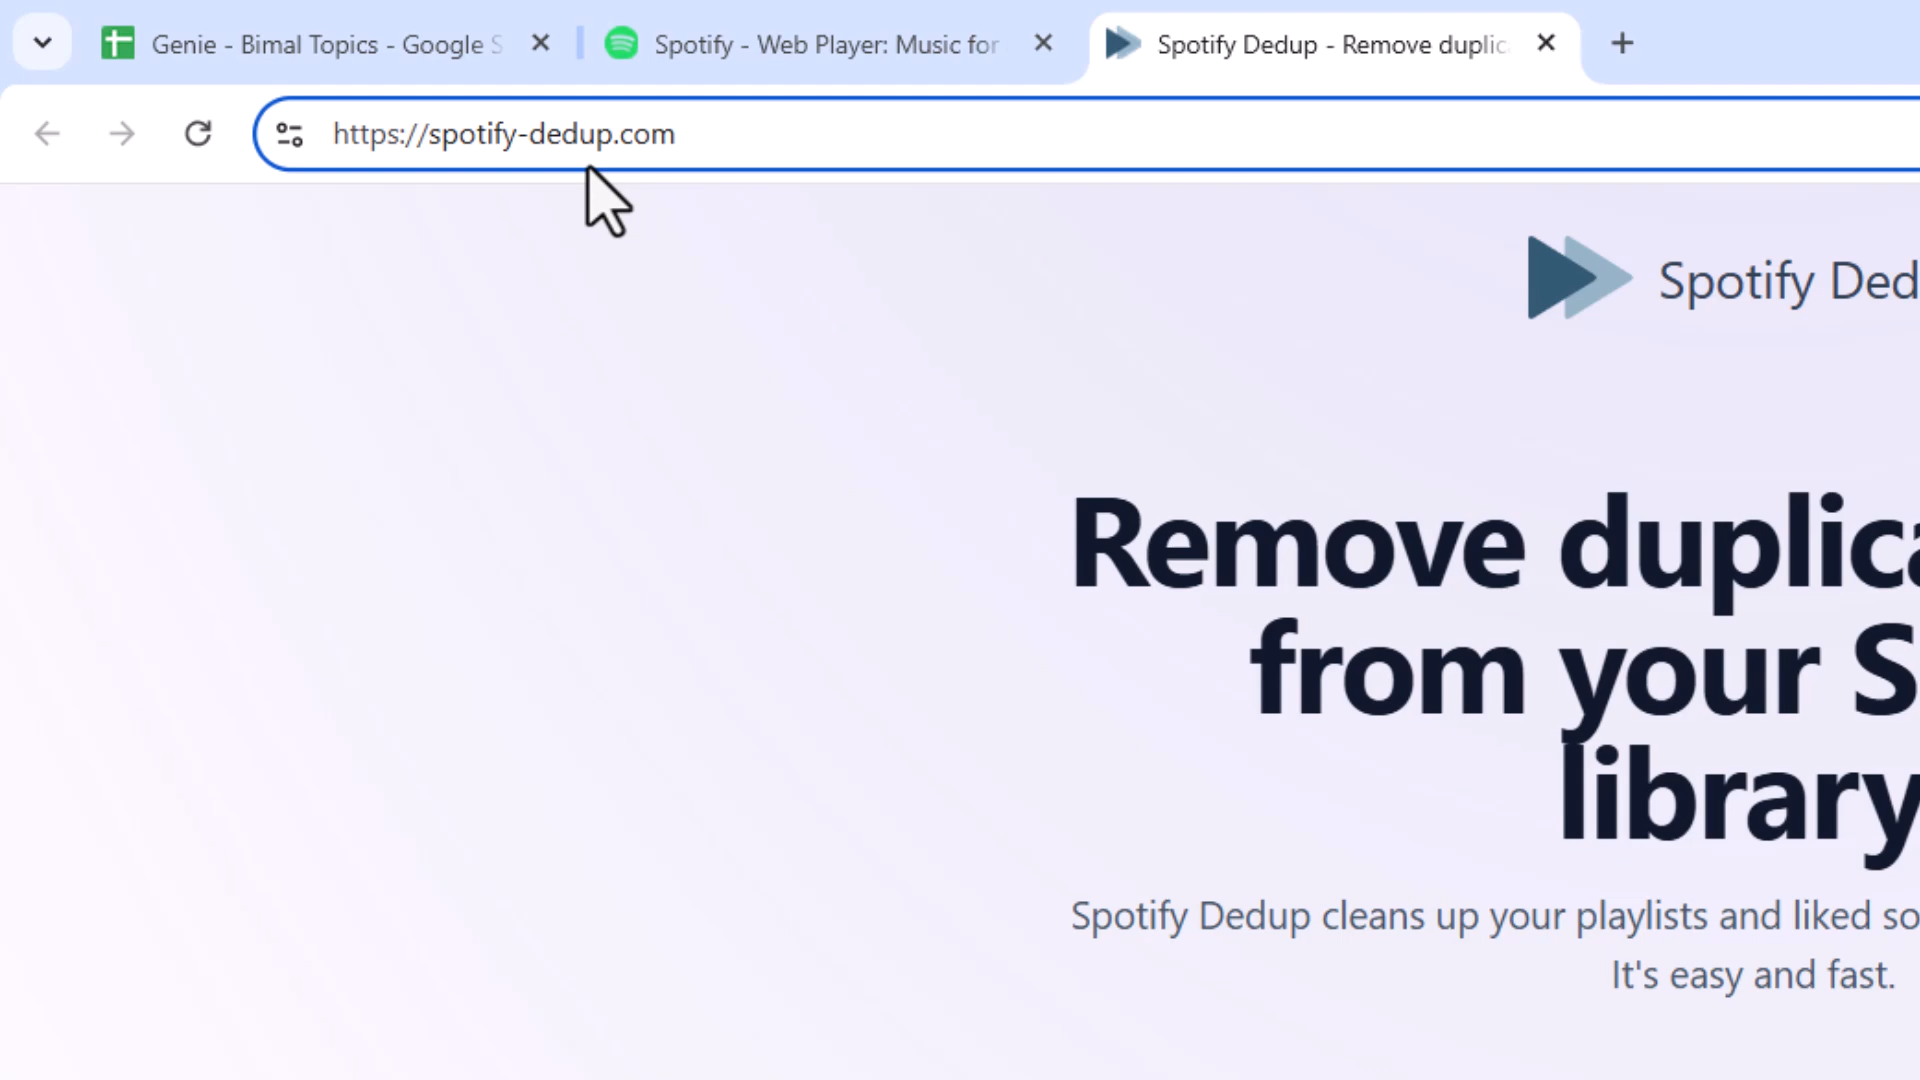 Genie - Bimal Topics - Google S
Spotify - Web Player: Music for
Spotify Dedup - Remove duplic
https://spotify-dedup.com
Spotify Ded
Remove duplica
from your S
library
Spotify Dedup cleans up your playlists and liked so
It's easy and fast.